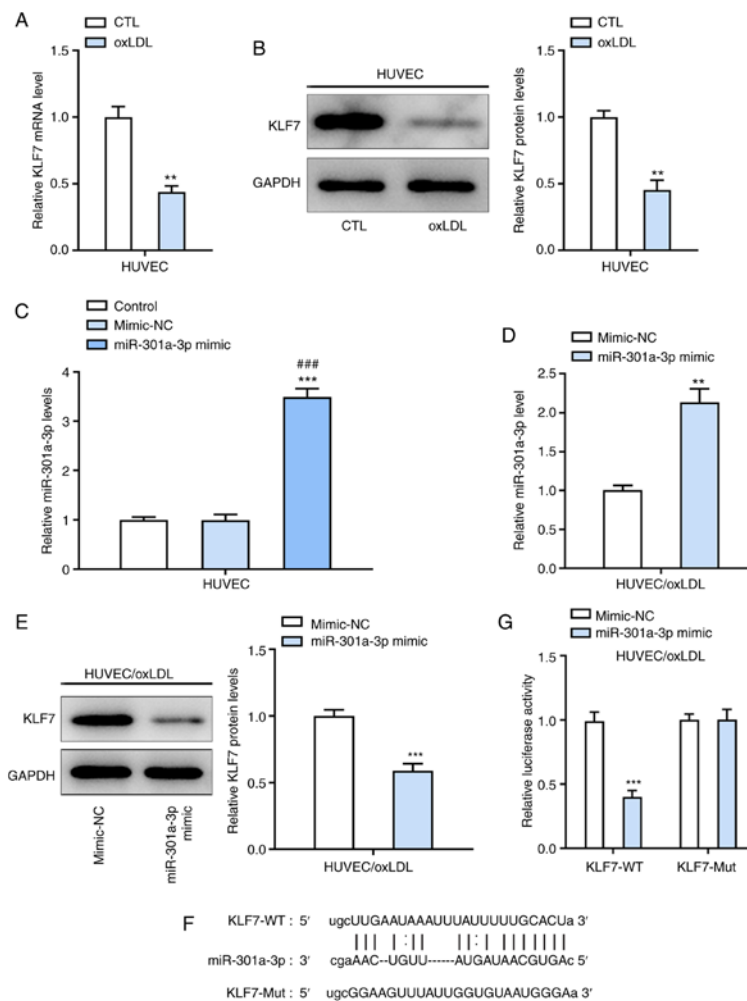 A
CTL
oxLDL
Relative KLF7 mRNA level
1.5
1.0
0.5
0.0
**
HUVEC
B
HUVEC
KLF7
GAPDH
CTL
oxLDL
CTL
oxLDL
Relative KLF7 protein levels
1.5
1.0
0.5
0.0
**
HUVEC
C
Control
Mimic-NC
miR-301a-3p mimic
Relative miR-301a-3p levels
4
3
2
1
0
###
***
HUVEC
D
Mimic-NC
miR-301a-3p mimic
Relative miR-301a-3p level
2.5
2.0
1.5
1.0
0.5
0.0
**
HUVEC/oxLDL
E
HUVEC/oxLDL
KLF7
GAPDH
Mimic-NC
miR-301a-3p
mimic
Mimic-NC
miR-301a-3p mimic
Relative KLF7 protein levels
1.5
1.0
0.5
0.0
***
HUVEC/oxLDL
G
Mimic-NC
miR-301a-3p mimic
HUVEC/oxLDL
Relative luciferase activity
1.5
1.0
0.5
0.0
***
KLF7-WT
KLF7-Mut
F
KLF7-WT : 5′ ugcUUGAAUAAAUUUAUUUUUGCACUa 3′
miR-301a-3p : 3′ cgaAAC--UGUU------AUGAUAACGUGAc 5′
KLF7-Mut : 5′ ugcGGAAGUUUAUUGGUGUAAUGGGAa 3′